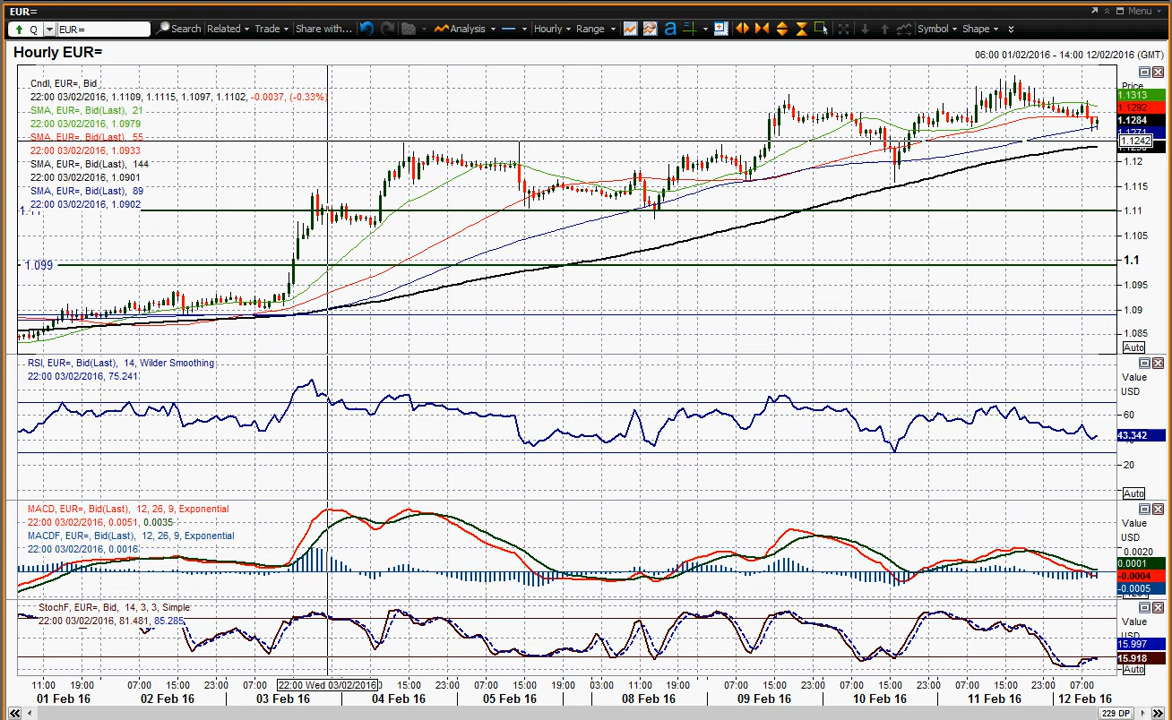 EUR=
Menu
Q EUR=
Search Related Trade Share with... Analysis Hourly Range a Symbol Shape
Hourly EUR=
06:00 01/02/2016 - 14:00 12/02/2016 (GMT)
Cndl, EUR=, Bid
22:00 03/02/2016, 1.1109, 1.1115, 1.1097, 1.1102, -0.0037, (-0.33%)
SMA, EUR=, Bid(Last), 21
22:00 03/02/2016, 1.0979
SMA, EUR=, Bid(Last), 55
22:00 03/02/2016, 1.0933
SMA, EUR=, Bid(Last), 144
22:00 03/02/2016, 1.0901
SMA, EUR=, Bid(Last), 89
22:00 03/02/2016, 1.0902
1.11
1.099
Price
1.1313
1.1292
1.1284
1.1271
1.1242
1.12
1.115
1.11
1.105
1.1
1.095
1.09
1.085
Auto
RSI, EUR=, Bid(Last), 14, Wilder Smoothing
22:00 03/02/2016, 75.241
Value
USD
60
43.342
20
Auto
MACD, EUR=, Bid(Last), 12, 26, 9, Exponential
22:00 03/02/2016, 0.0051, 0.0035
MACDF, EUR=, Bid(Last), 12, 26, 9, Exponential
22:00 03/02/2016, 0.0016
Value
USD
0.0020
0.0001
-0.0004
-0.0005
StochF, EUR=, Bid, 14, 3, 3, Simple
22:00 03/02/2016, 81.481, 85.285
Value
USD
15.997
15.918
Auto
11:00 19:00 07:00 15:00 23:00 07:00 22:00 Wed 03/02/2016 15:00 23:00 07:00 15:00 19:00 03:00 11:00 19:00 07:00 15:00 23:00 07:00 15:00 23:00 07:00 15:00 23:00 07:00
01 Feb 16 02 Feb 16 03 Feb 16 04 Feb 16 05 Feb 16 08 Feb 16 09 Feb 16 10 Feb 16 11 Feb 16 12 Feb 16
229 DP